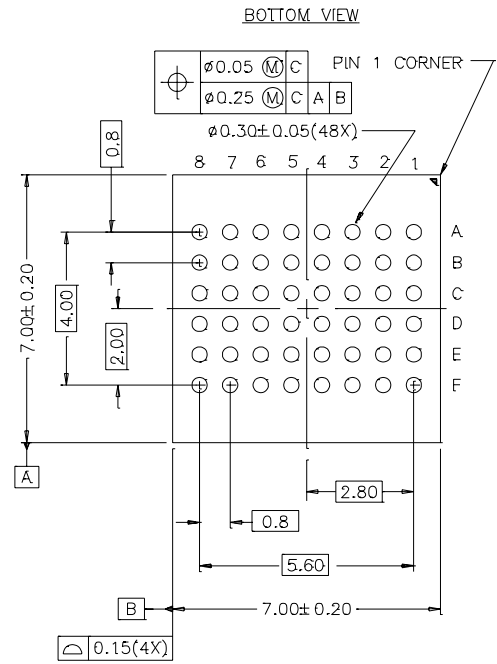 BOTTOM VIEW
ø0.05 Ⓜ C
ø0.25 Ⓜ C A B
PIN 1 CORNER
ø0.30±0.05(48X)
0.8
8 7 6 5 4 3 2 1
A
B
C
D
E
F
7.00±0.20
4.00
2.00
A
2.80
0.8
5.60
B
7.00±0.20
0.15(4X)